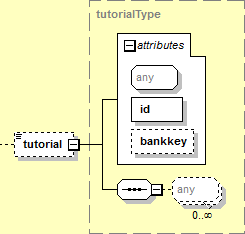 tutorialType
attributes
any
id
bankkey
tutorial
any
0..∞